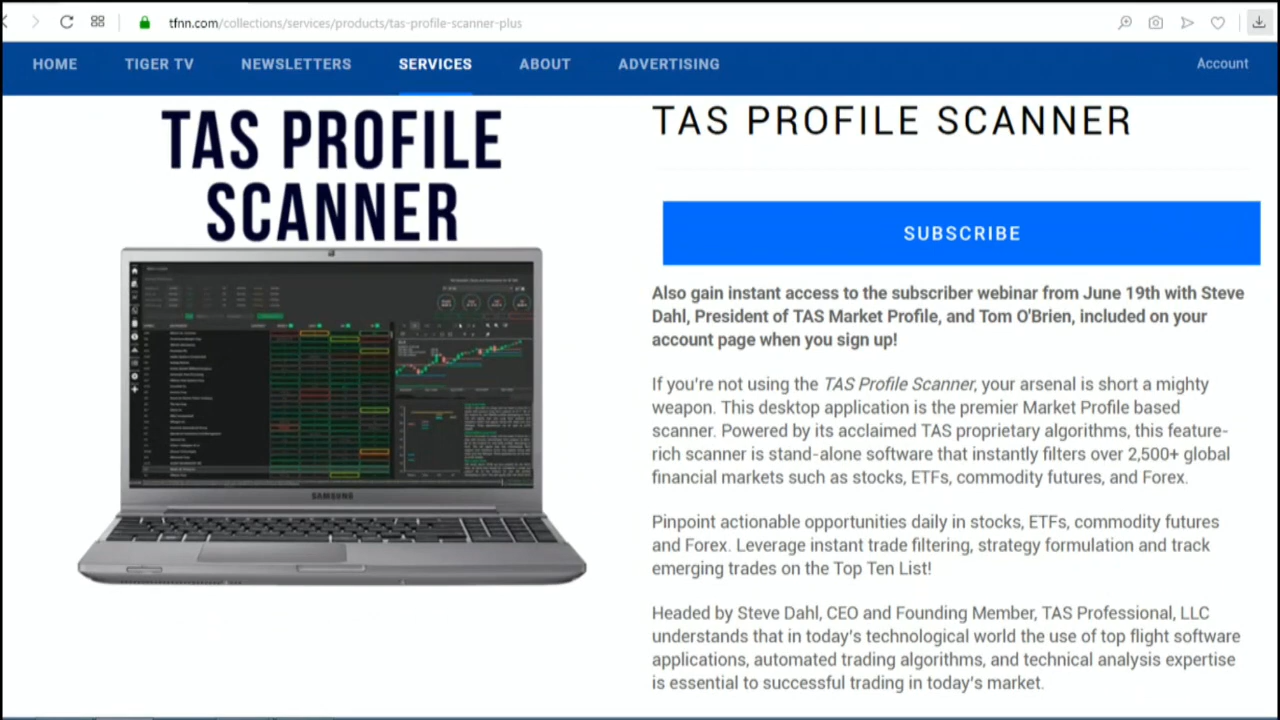 tfnn.com/collections/services/products/tas-profile-scanner-plus
HOME TIGER TV NEWSLETTERS SERVICES ABOUT ADVERTISING Account
TAS PROFILE
SCANNER
SAMSUNG
TAS PROFILE SCANNER
SUBSCRIBE
Also gain instant access to the subscriber webinar from June 19th with Steve
Dahl, President of TAS Market Profile, and Tom O'Brien, included on your
account page when you sign up!
If you're not using the TAS Profile Scanner, your arsenal is short a mighty
weapon. This desktop application is the premier Market Profile based
scanner. Powered by its acclaimed TAS proprietary algorithms, this feature-
rich scanner is stand-alone software that instantly filters over 2,500+ global
financial markets such as stocks, ETFs, commodity futures, and Forex.
Pinpoint actionable opportunities daily in stocks, ETFs, commodity futures
and Forex. Leverage instant trade filtering, strategy formulation and track
emerging trades on the Top Ten List!
Headed by Steve Dahl, CEO and Founding Member, TAS Professional, LLC
understands that in today's technological world the use of top flight software
applications, automated trading algorithms, and technical analysis expertise
is essential to successful trading in today's market.